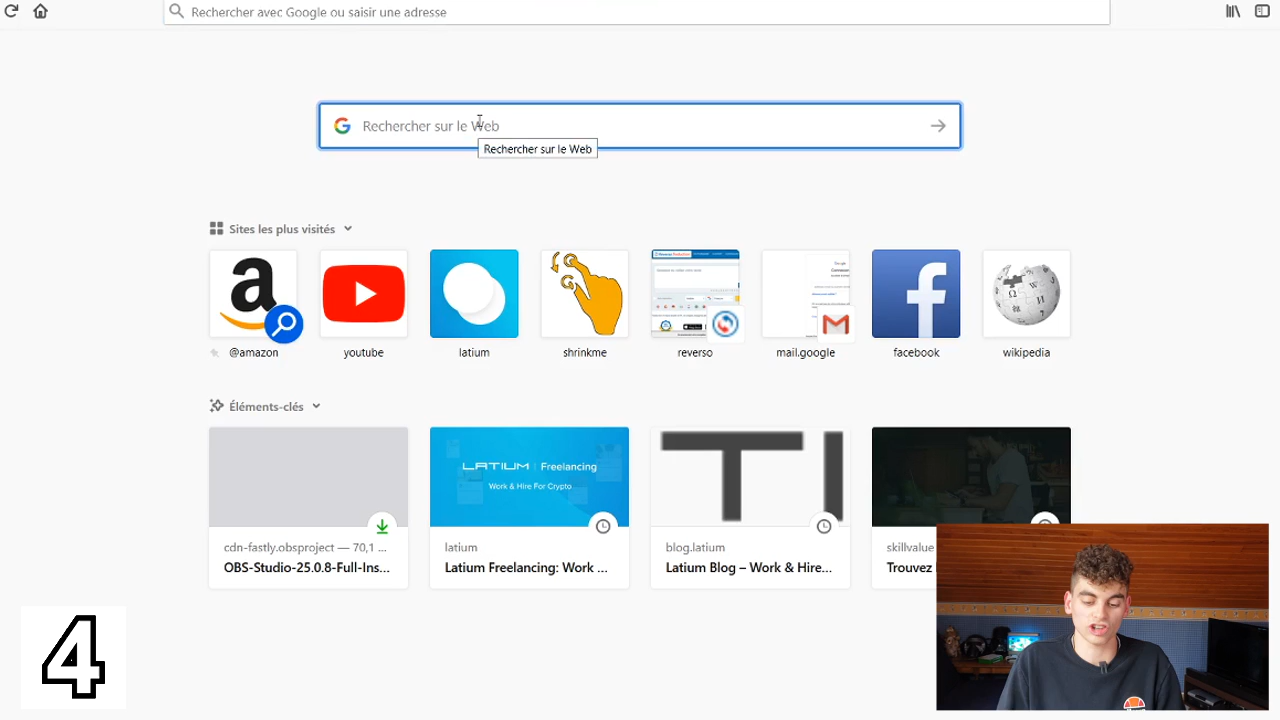 Rechercher avec Google ou saisir une adresse
Rechercher sur le Web
Rechercher sur le Web
Sites les plus visités
@amazon
youtube
latium
shrinkme
reverso
mail.google
facebook
wikipedia
Éléments-clés
LATIUM | Freelancing
Work & Hire For Crypto
TI
cdn-fastly.obsproject — 70,1 ...
OBS-Studio-25.0.8-Full-Ins...
latium
Latium Freelancing: Work ...
blog.latium
Latium Blog – Work & Hire...
skillvalue
Trouvez
4